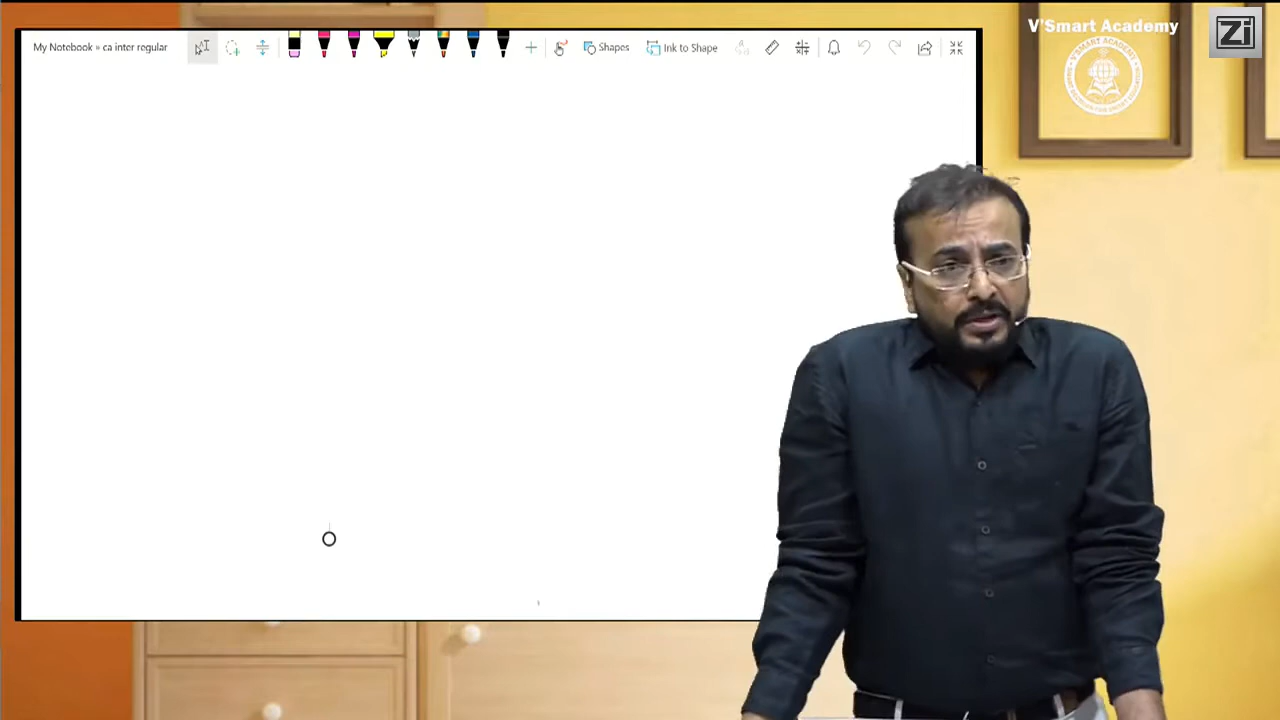 V'Smart Academy
My Notebook » ca inter regular
Shapes
Ink to Shape
Zi